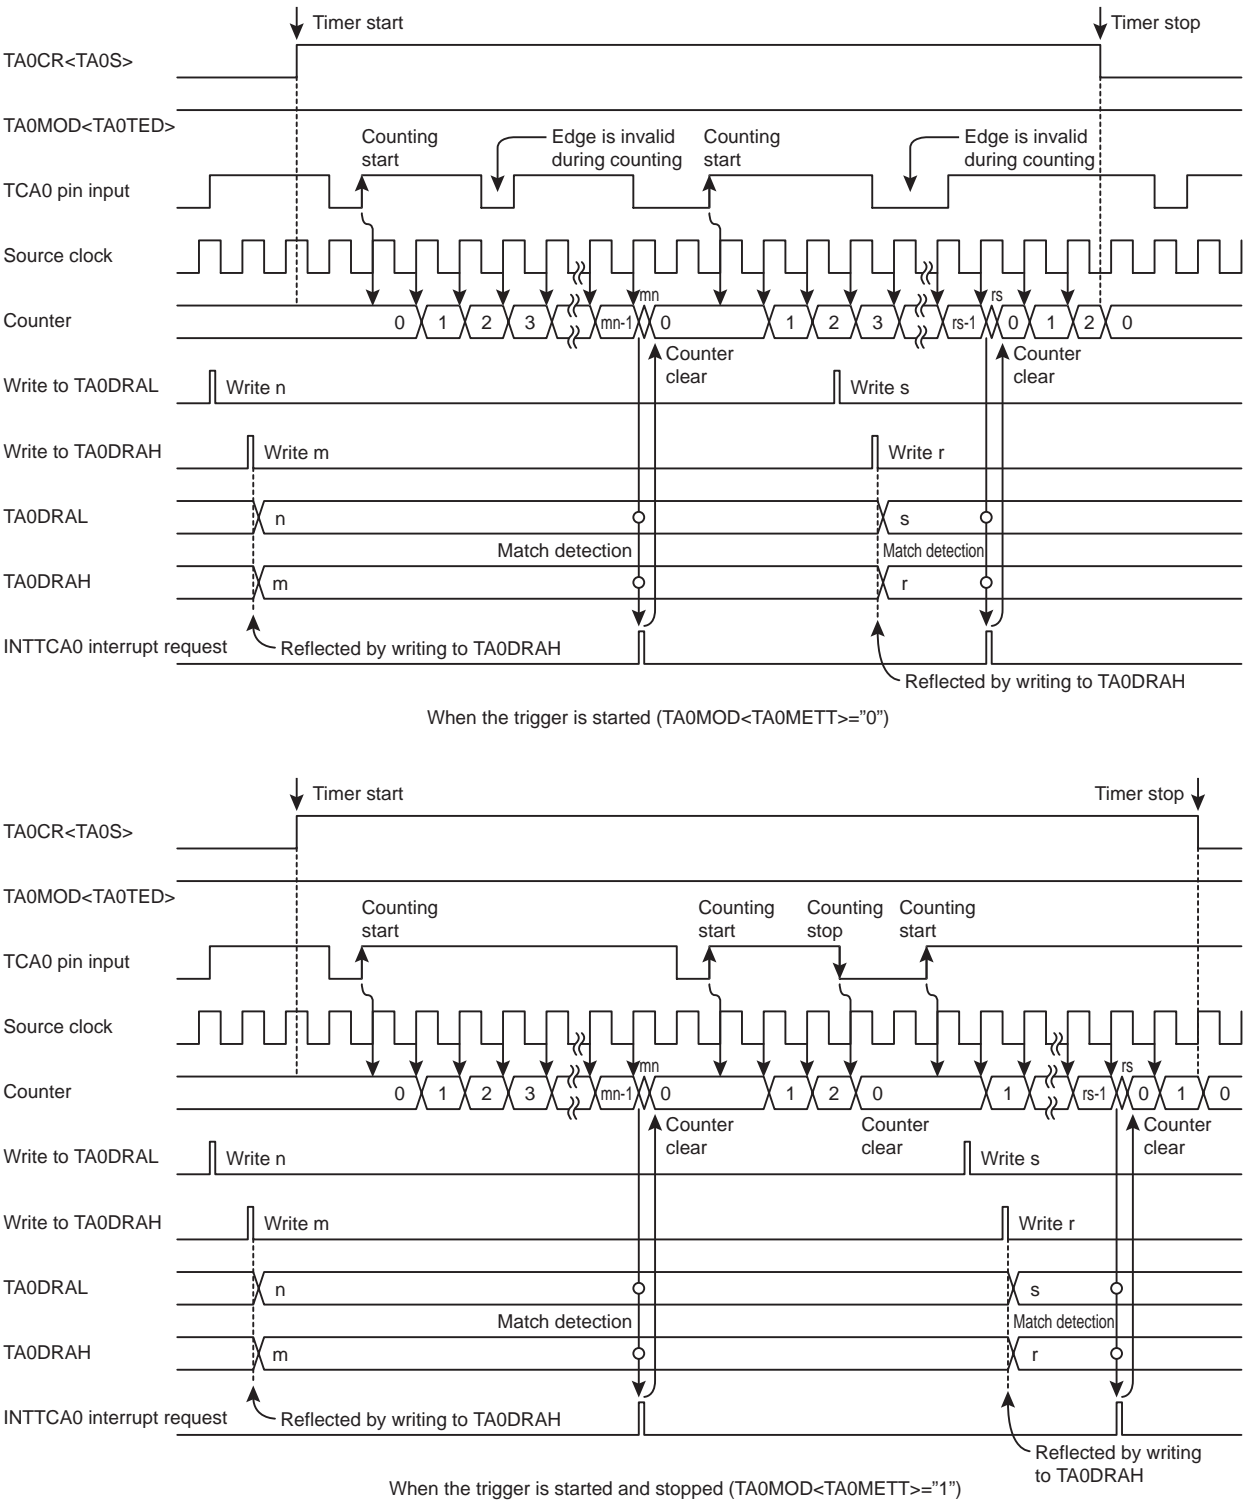 Timer start
Timer stop
TA0CR<TA0S>
TA0MOD<TA0TED>
Counting
start
Edge is invalid
during counting
Counting
start
Edge is invalid
during counting
TCA0 pin input
Source clock
mn
rs
Counter
0 1 2 3 mn-1 0 1 2 3 rs-1 0 1 2 0
Counter
clear
Counter
clear
Write to TA0DRAL
Write n
Write s
Write to TA0DRAH
Write m
Write r
TA0DRAL
n
s
Match detection
Match detection
TA0DRAH
m
r
INTTCA0 interrupt request
Reflected by writing to TA0DRAH
Reflected by writing to TA0DRAH
When the trigger is started (TA0MOD<TA0METT>=”0”)
Timer start
Timer stop
TA0CR<TA0S>
TA0MOD<TA0TED>
Counting
start
Counting
start
Counting
stop
Counting
start
TCA0 pin input
Source clock
mn
rs
Counter
0 1 2 3 mn-1 0 1 2 0 1 rs-1 0 1 0
Counter
clear
Counter
clear
Counter
clear
Write to TA0DRAL
Write n
Write s
Write to TA0DRAH
Write m
Write r
TA0DRAL
n
s
Match detection
Match detection
TA0DRAH
m
r
INTTCA0 interrupt request
Reflected by writing to TA0DRAH
Reflected by writing
to TA0DRAH
When the trigger is started and stopped (TA0MOD<TA0METT>=”1”)